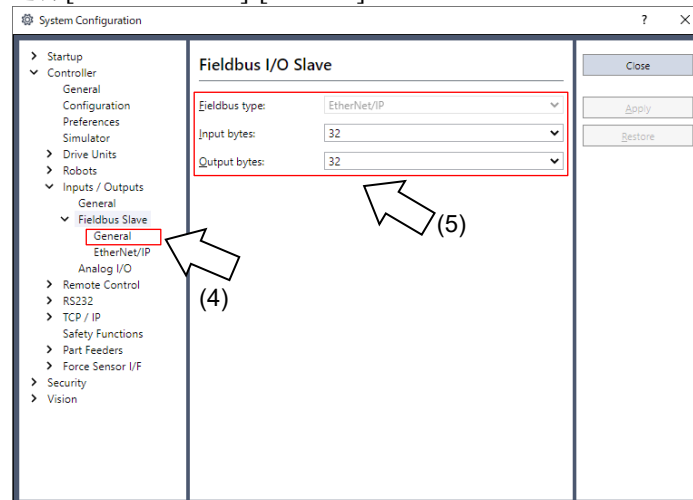 System Configuration
?
Startup
Controller
General
Configuration
Preferences
Simulator
Drive Units
Robots
Inputs / Outputs
General
Fieldbus Slave
General
EtherNet/IP
Analog I/O
Remote Control
RS232
TCP / IP
Safety Functions
Part Feeders
Force Sensor I/F
Security
Vision
(4)
Fieldbus I/O Slave
Fieldbus type: EtherNet/IP
Input bytes: 32
Output bytes: 32
(5)
Close
Apply
Restore